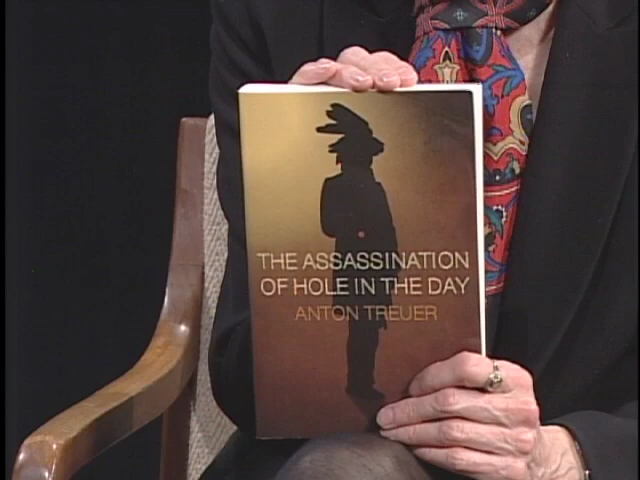 THE ASSASSINATION
OF HOLE IN THE DAY
ANTON TREUER